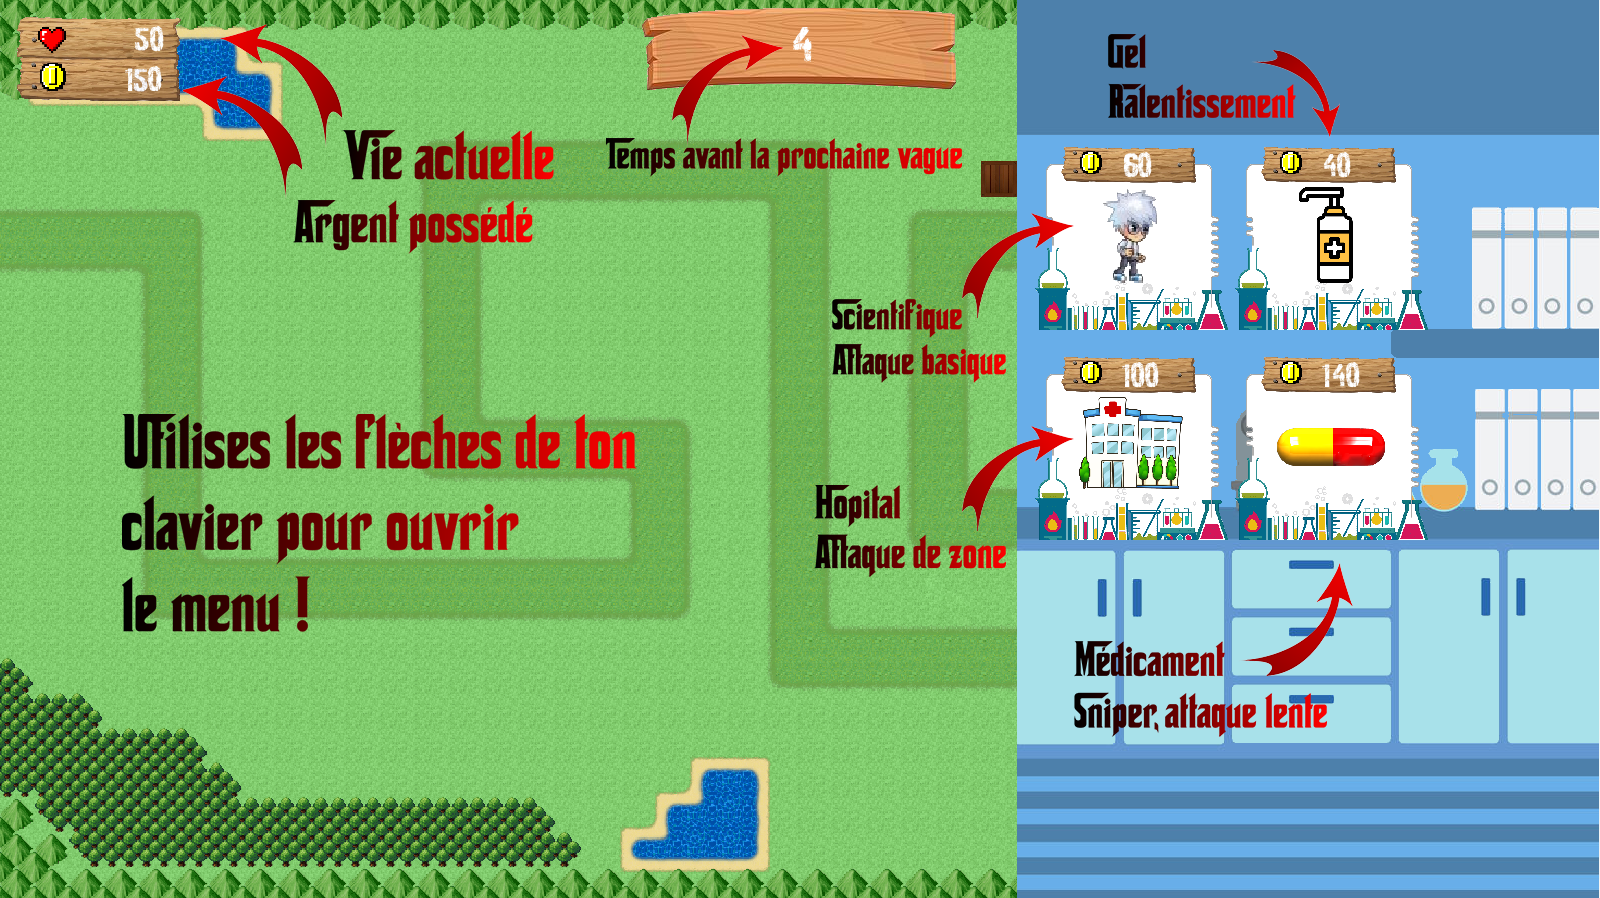 50
150
4
Vie actuelle
Argent possédé
Temps avant la prochaine vague
Gel
Ralentissement
60
40
Scientifique
Attaque basique
100
140
Hopital
Attaque de zone
Utilises les flèches de ton
clavier pour ouvrir
le menu !
Médicament
Sniper, attaque lente